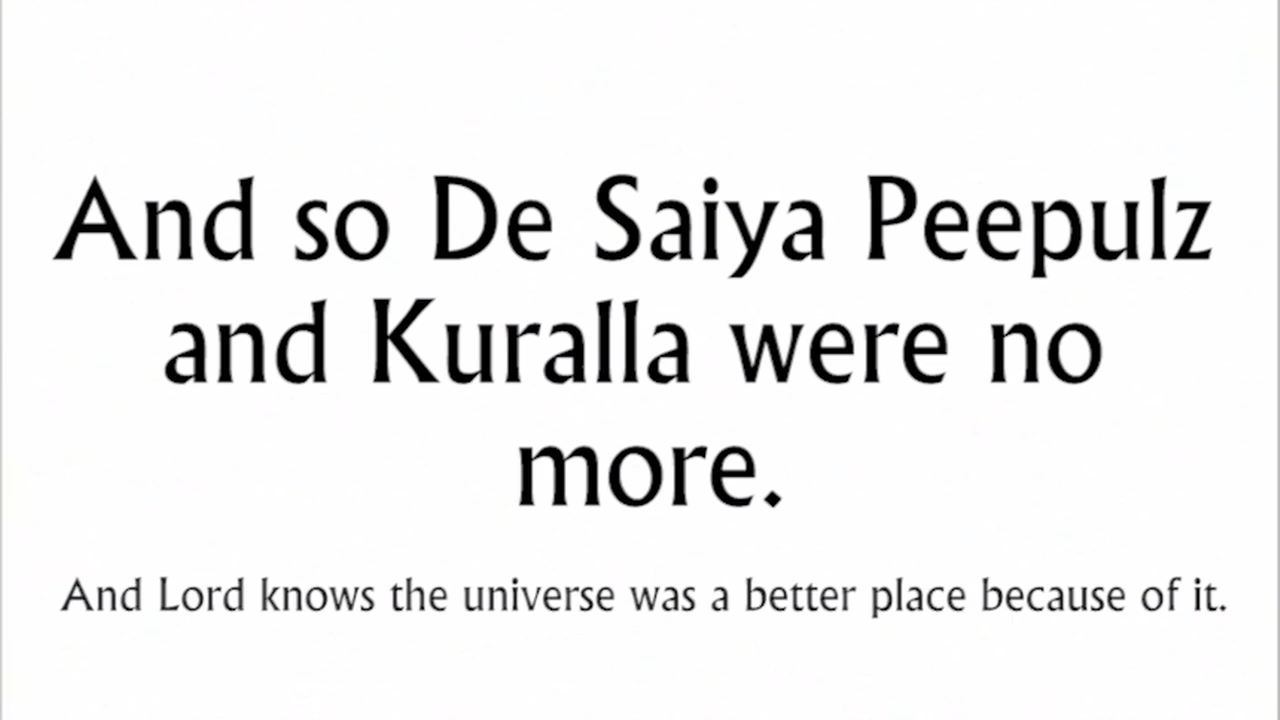 And so De Saiya Peepulz
and Kuralla were no
more.
And Lord knows the universe was a better place because of it.